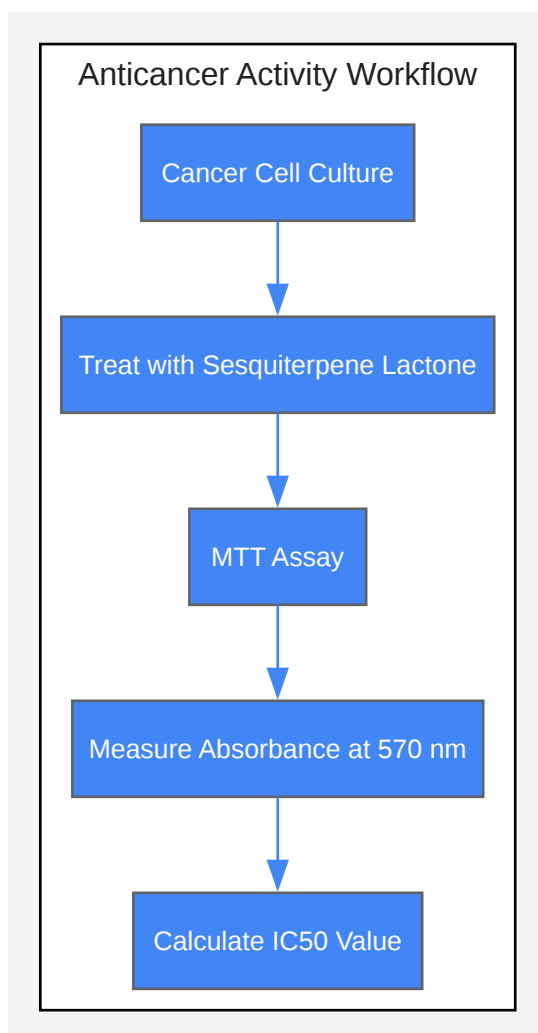 Anticancer Activity Workflow
Cancer Cell Culture
Treat with Sesquiterpene Lactone
MTT Assay
Measure Absorbance at 570 nm
Calculate IC50 Value